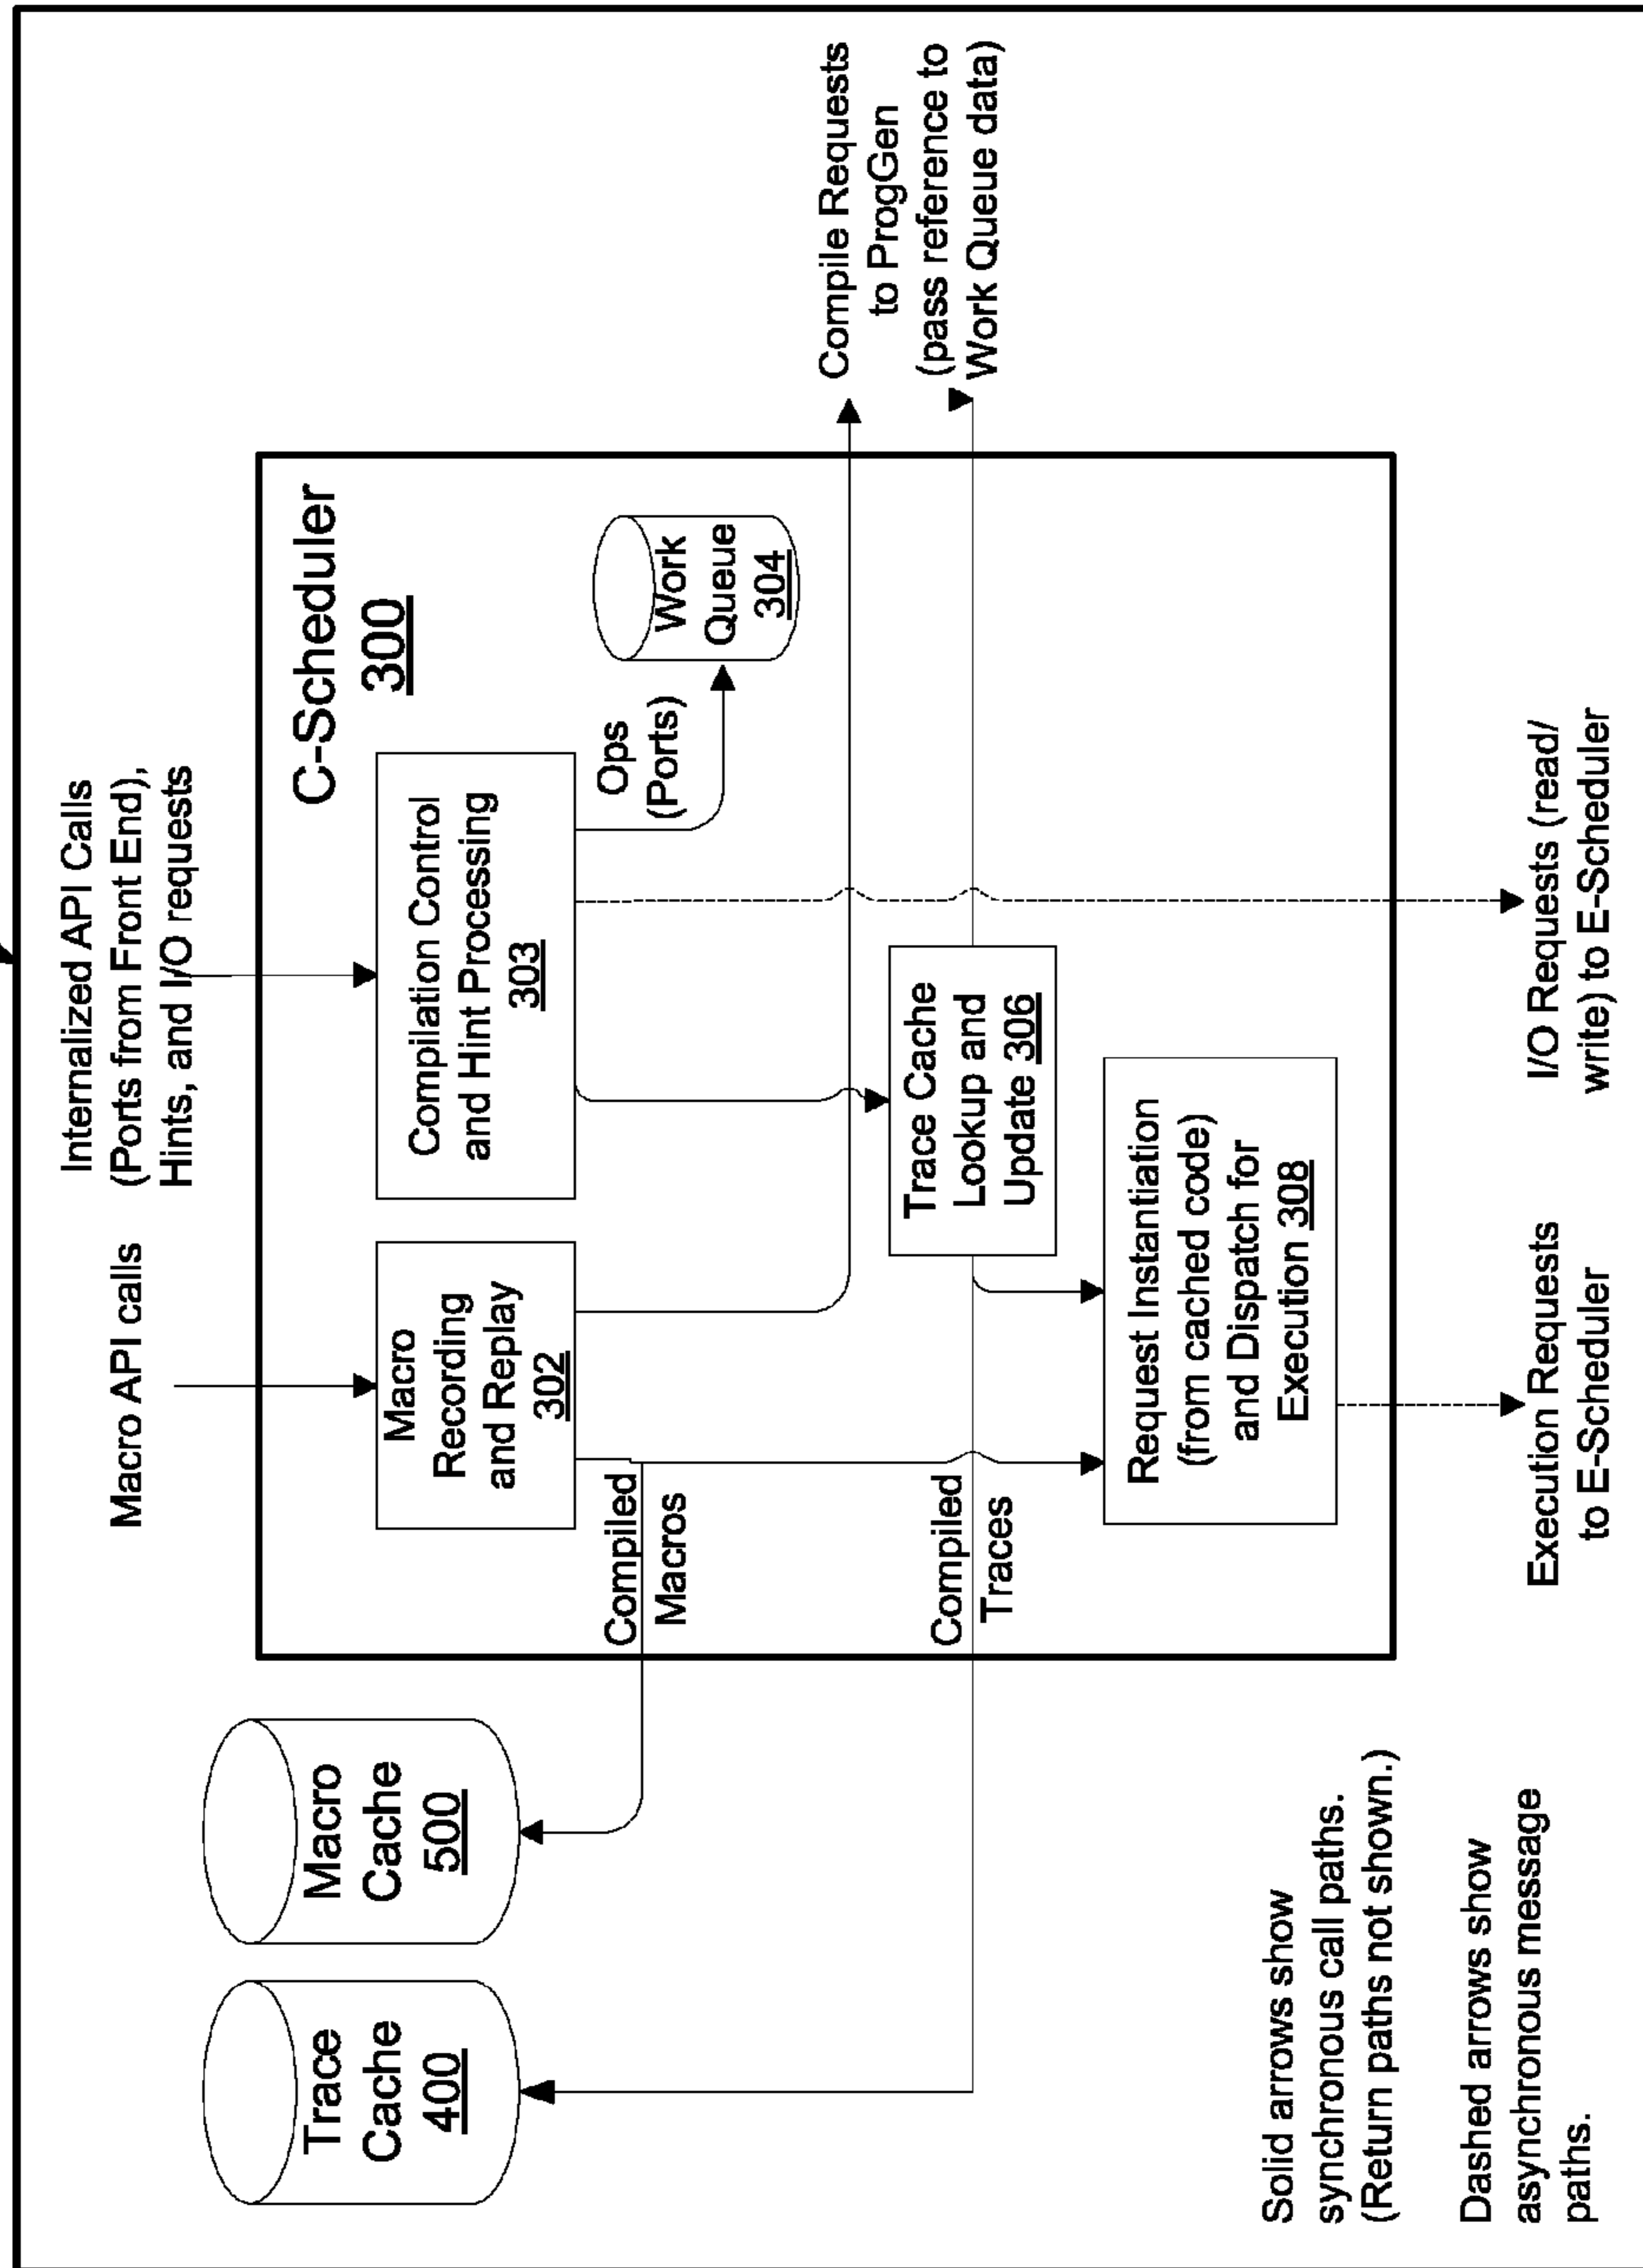 Internalized API Calls
(Ports from Front End),
Hints, and I/O requests
Macro API calls
Trace
Cache
400
Macro
Cache
500
C-Scheduler
300
Macro
Recording
and Replay
302
Compilation Control
and Hint Processing
303
Ops
(Ports)
Work
Queue
304
Compiled
Macros
Compiled
Traces
Trace Cache
Lookup and
Update 306
Request Instantiation
(from cached code)
and Dispatch for
Execution 308
Compile Requests
to ProgGen
(pass reference to
Work Queue data)
Solid arrows show
synchronous call paths.
(Return paths not shown.)
Dashed arrows show
asynchronous message
paths.
Execution Requests
to E-Scheduler
I/O Requests (read/
write) to E-Scheduler